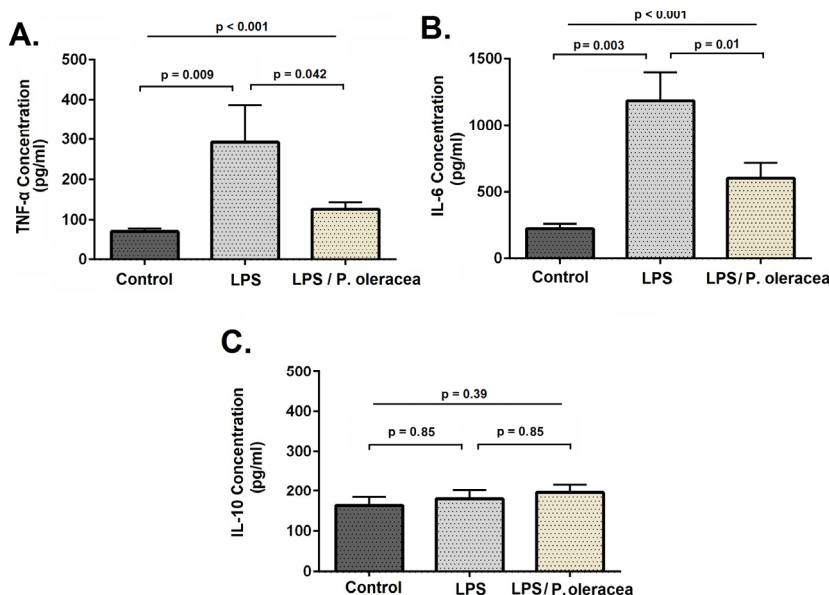 A.
p < 0.001
p = 0.009
p = 0.042
TNF-α Concentration
(pg/ml)
500
400
300
200
100
0
Control
LPS
LPS / P. oleracea
B.
p < 0.001
p = 0.003
p = 0.01
IL-6 Concentration
(pg/ml)
1500
1000
500
0
Control
LPS
LPS/ P. oleracea
C.
p = 0.39
p = 0.85
p = 0.85
IL-10 Concentration
(pg/ml)
500
400
300
200
100
0
Control
LPS
LPS/ P. oleracea